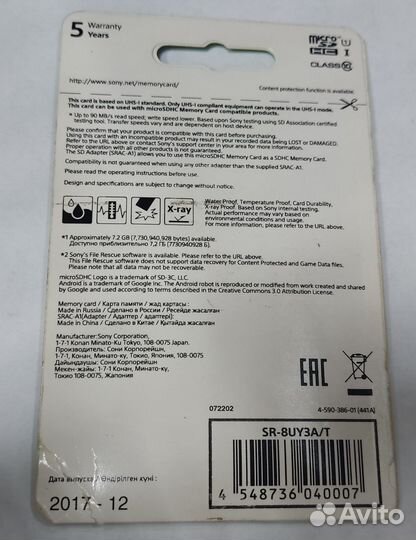 5 Warranty
Years
micro
SD
HC I
U1
CLASS 10
http://www.sony.net/memorycard/
Content protection function is available.
This card is based on UHS-I standard. Only UHS-I compliant equipment can operate in the UHS-I mode.
This card can be used with microSDHC Memory Card compatible products.
* Up to 90 MB/s read speed; write speed lower. Based on Sony testing using SD Association certified
testing tool. Transfer speeds vary and are dependent on host device.
Please confirm that your product is compatible with this card before purchasing.
Using this card with incompatible products may result in your recorded data being LOST or DAMAGED.
Refer to the URL above or contact Sony's support center in your area for more important information.
Proper operation with all other products is not guaranteed.
The SD Adapter (SRAC-A1) allows you to use this microSDHC Memory Card as a SDHC Memory Card.
Compatibility is not guaranteed when using any adapter other than the supplied SRAC-A1.
Please read the operating instructions before use.
Design and specifications are subject to change without notice.
X-ray
Water Proof, Temperature Proof, Card Durability,
X-ray Proof. Based on Sony internal testing.
Actual performance may vary based on
environmental conditions and usage.
For more information, please refer to the URL above.
*1 Approximately 7.2 GB (7,730,940,928 bytes) available.
Доступно приблизительно 7,2 ГБ (7730940928 Б)
*2 Sony's File Rescue software is available. Please refer to the URL above.
This File Rescue software does not support data recovery for Content Protected and Game Data files.
Please note that all data may not be recoverable.
microSDHC Logo is a trademark of SD-3C, LLC.
Android is a trademark of Google Inc. The Android robot is reproduced or modified from work created and shared
by Google and used according to terms described in the Creative Commons 3.0 Attribution License.
Memory card / Карта памяти / жад карты :
Made in Russia / Сделано в России / Ресейде жасалған
SRAC-A1(Adapter / Адаптер / адаптері):
Made in China / Сделано в Китае / Қытайда жасалған
Manufacturer: Sony Corporation,
1-7-1 Konan Minato-Ku Tokyo, 108-0075 Japan
Производитель: Сони Корпорейшн,
1-7-1 Конан, Минато-ку, Токио, 108-0075, Япония
Дайындаушы: Сони Корпорейшн
Мекен-жайы: 1-7-1 Конан, Минато-ку,
Токио 108-0075, Жапония
EAC
072202
4-590-386-01 (441A)
SR-8UY3A/T
4 548736 040007
Дата выпуска / Өндірілген күні :
2017 - 12
Avito